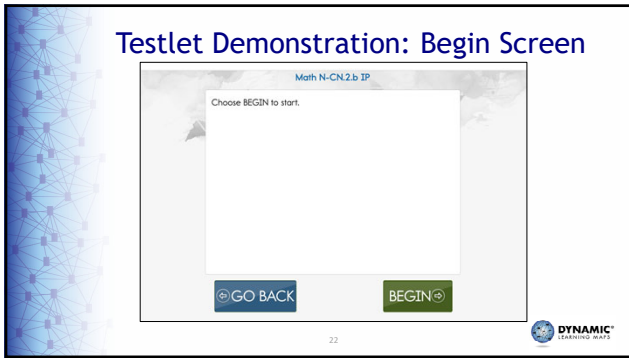 Testlet Demonstration: Begin Screen
Math N-CN.2.b IP
Choose BEGIN to start.
GO BACK
BEGIN
22
DYNAMIC®
LEARNING MAPS